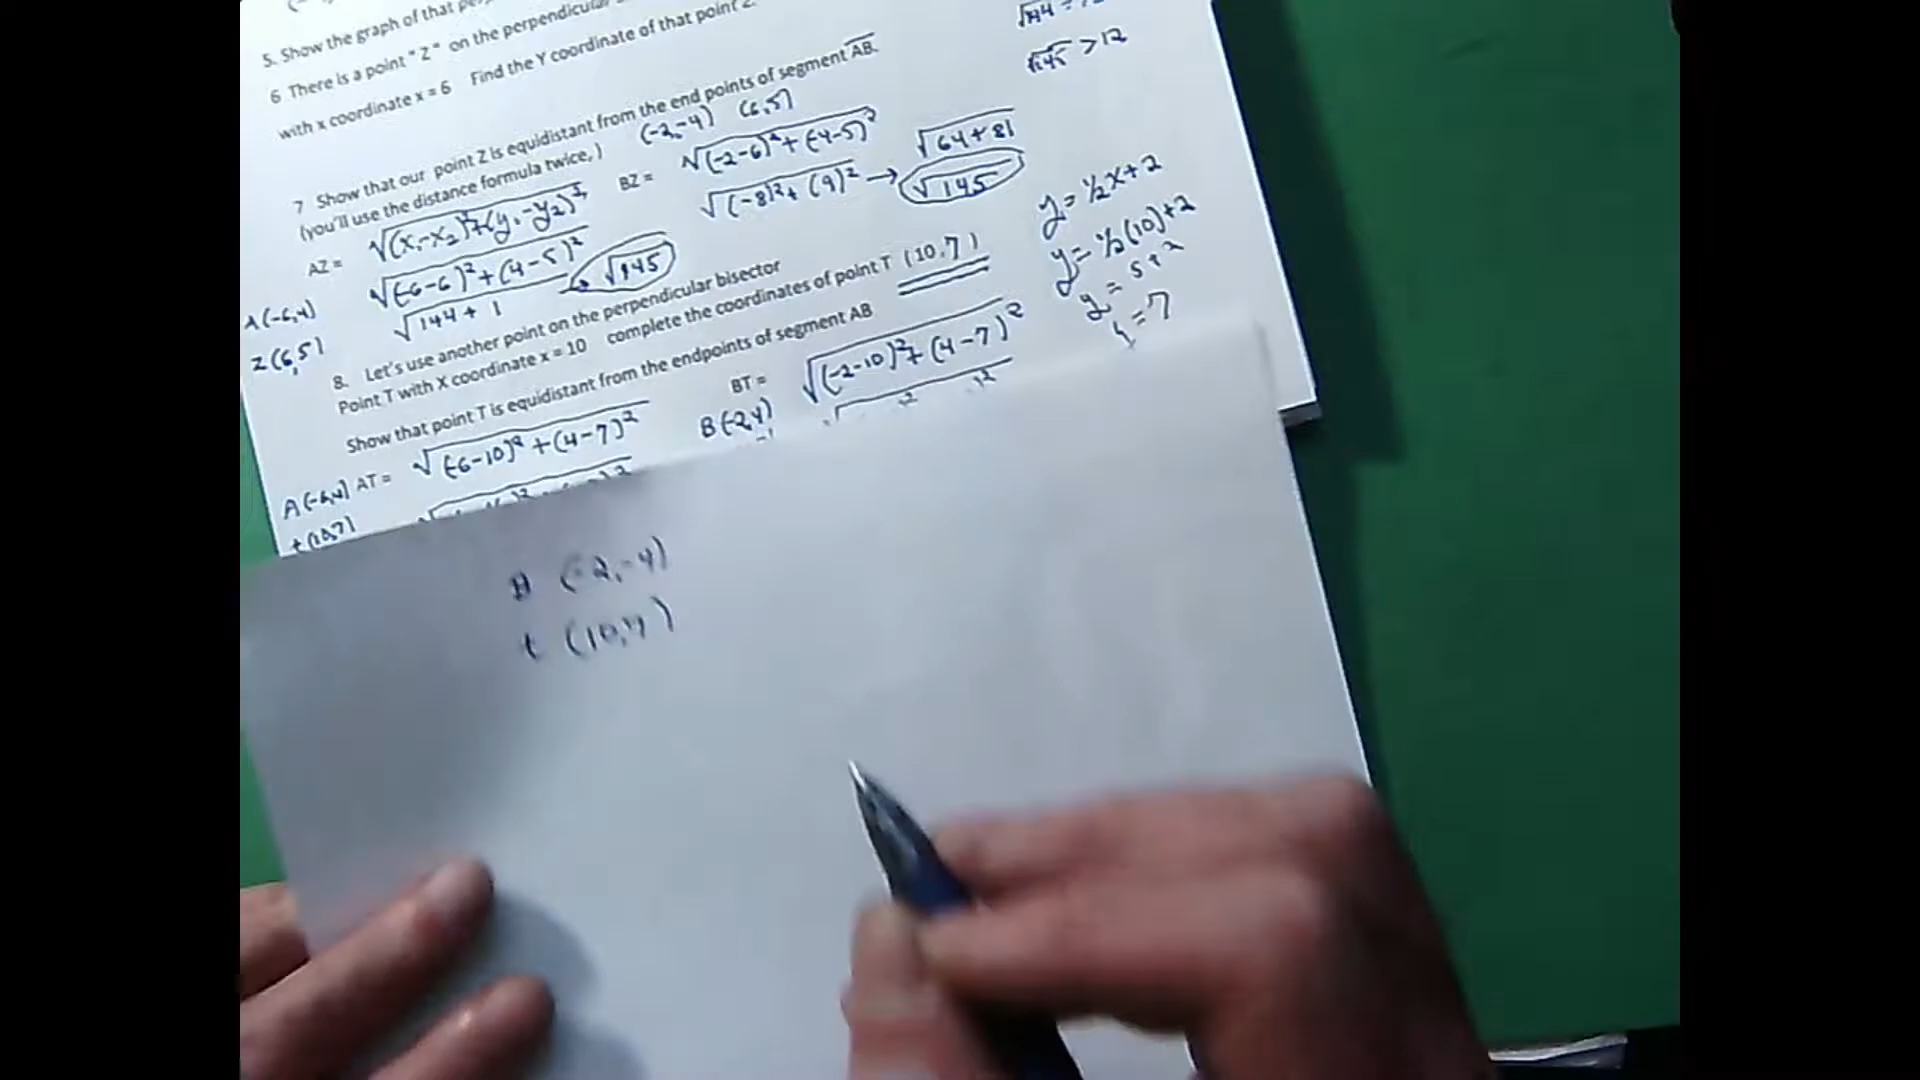 5. Show the graph of that
6 There is a point " Z " on the perpendicular
with x coordinate x = 6 Find the Y coordinate of that point Z.
√145 > 12
7 Show that our point Z is equidistant from the end points of segment AB.
(you'll use the distance formula twice, )
(-2,-4) (6,5)
AZ = √(x₁-x₂)²+(y₁-y₂)²
√(-6-6)²+(4-5)²
√144+1 → √145
A(-6,4)
Z(6,5)
BZ = √(-2-6)²+(-4-5)²
√(-8)²+(9)² → √64+81
√145
y = ½x+2
y = ½(10)+2
y = 5+2
y = 7
8. Let's use another point on the perpendicular bisector
Point T with X coordinate x = 10 complete the coordinates of point T (10,7)
Show that point T is equidistant from the endpoints of segment AB
A(-6,4) AT = √(-6-10)²+(4-7)²
t(10,7)
BT = √(-2-10)²+(4-7)²
B(-2,4)
B (-2,-4)
t (10,7)